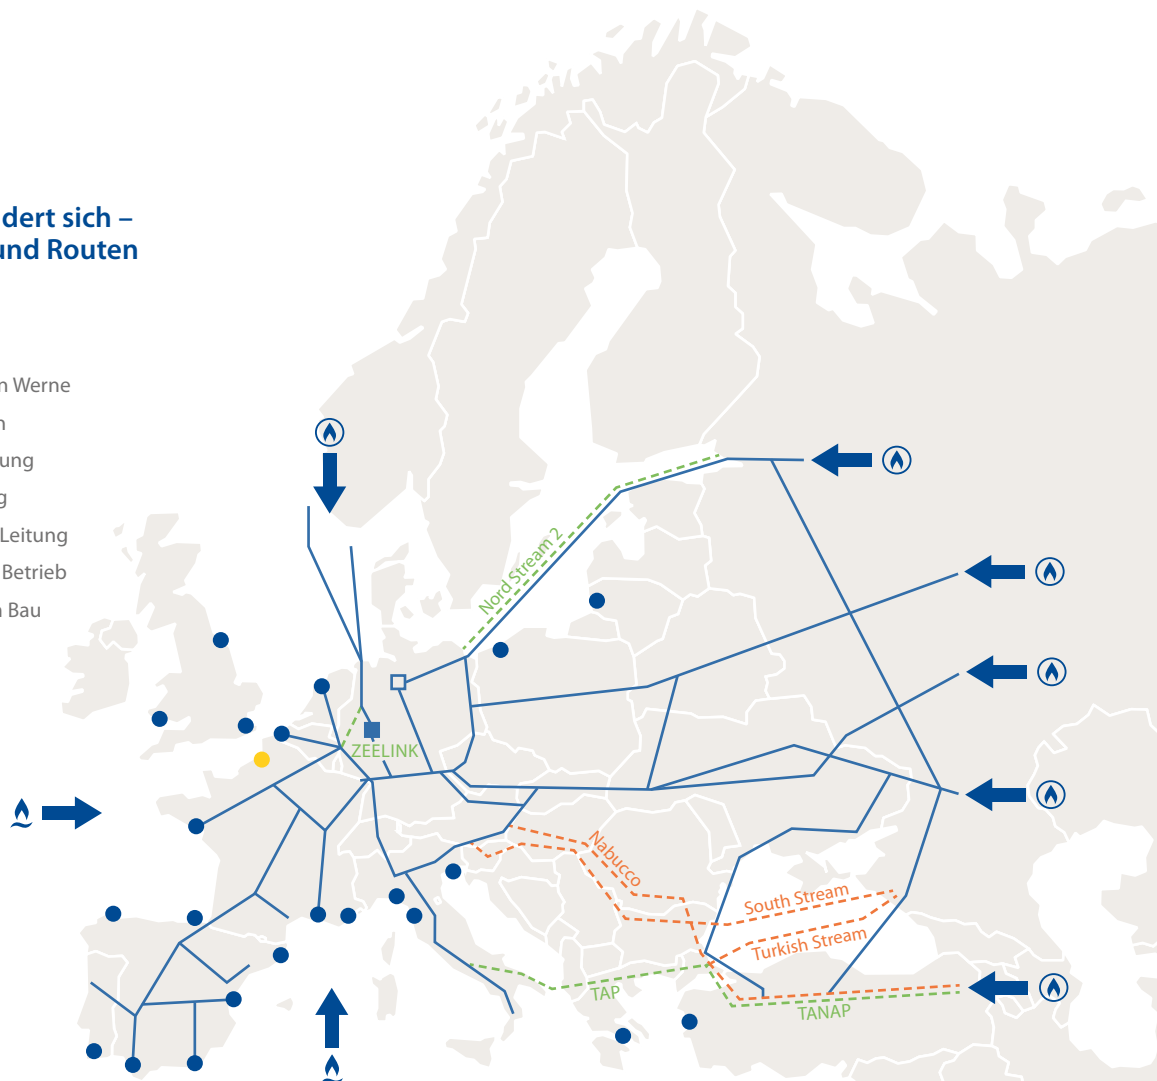 dert sich –
und Routen
n Werne
n
ung
g
Leitung
Betrieb
n Bau
Nord Stream 2
ZEELINK
Nabucco
South Stream
Turkish Stream
TAP
TANAP